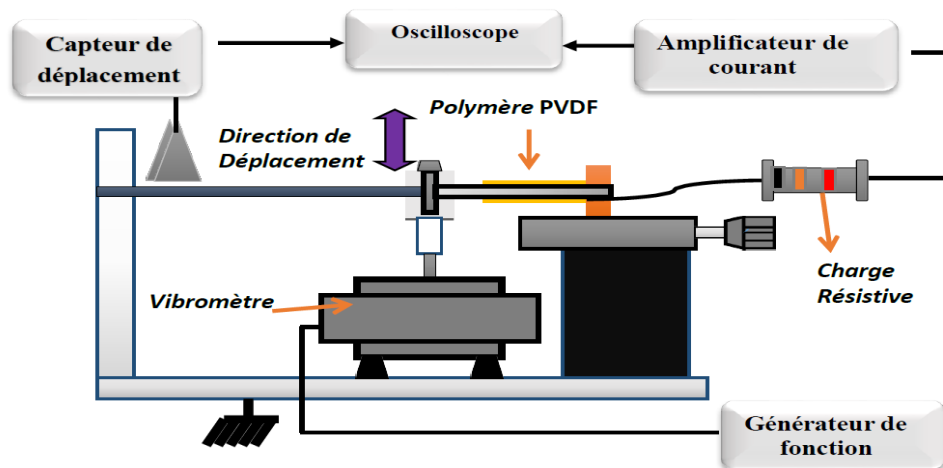 Capteur de
déplacement
Oscilloscope
Amplificateur de
courant
Polymère PVDF
Direction de
Déplacement
Vibromètre
Charge
Résistive
Générateur de
fonction